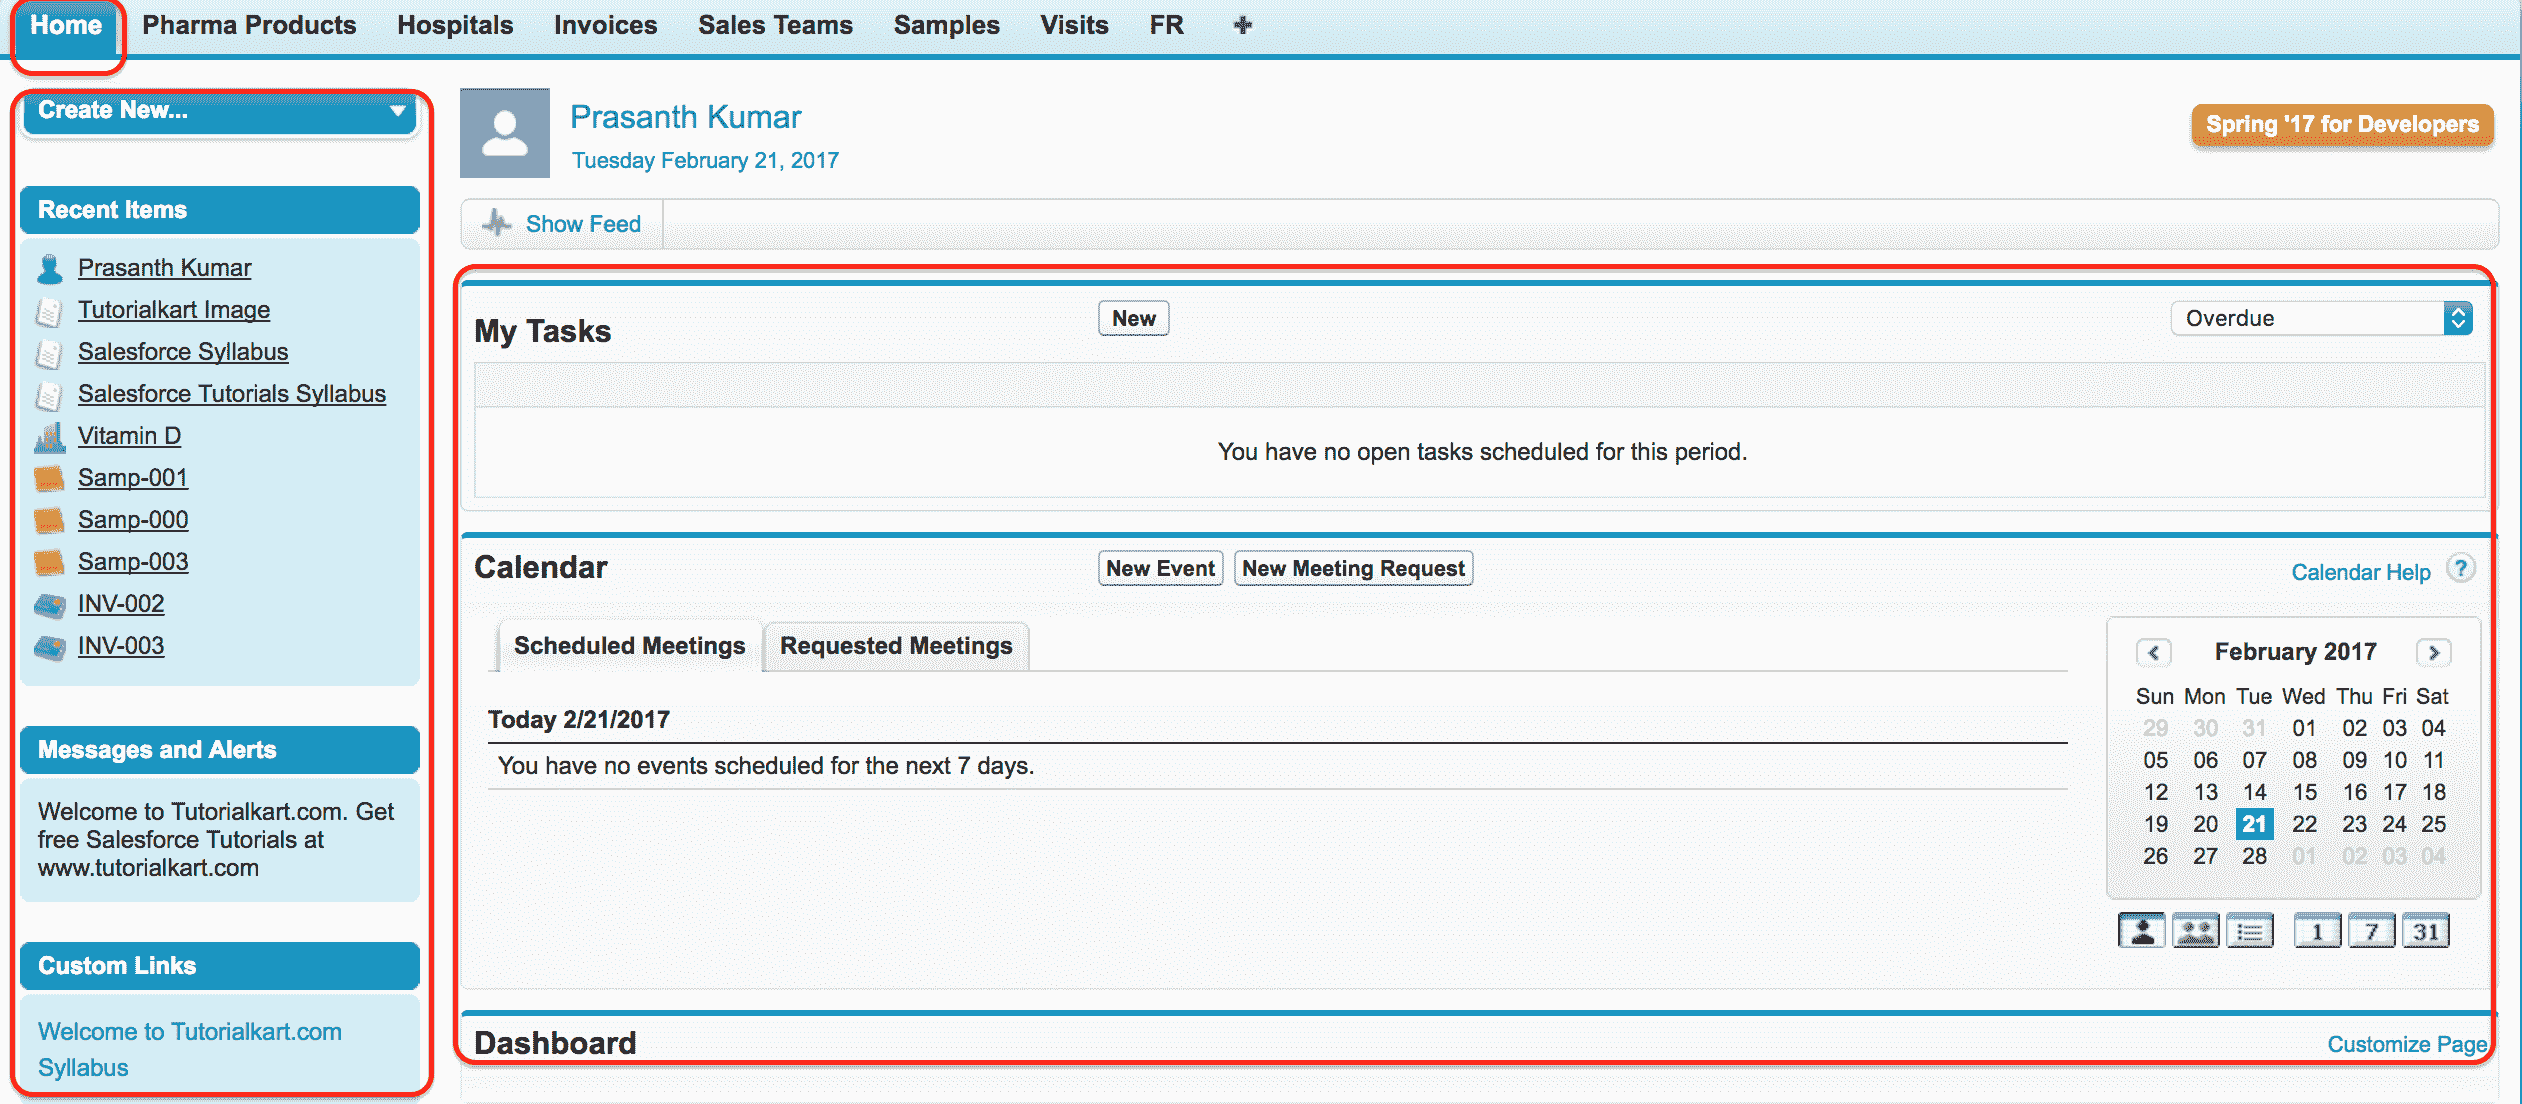 Home Pharma Products Hospitals Invoices Sales Teams Samples Visits FR
Create New...
Recent Items
Prasanth Kumar
Tutorialkart Image
Salesforce Syllabus
Salesforce Tutorials Syllabus
Vitamin D
Samp-001
Samp-000
Samp-003
INV-002
INV-003
Messages and Alerts
Welcome to Tutorialkart.com. Get
free Salesforce Tutorials at
www.tutorialkart.com
Custom Links
Welcome to Tutorialkart.com
Syllabus
Prasanth Kumar
Tuesday February 21, 2017
Spring '17 for Developers
Show Feed
My Tasks
New
Overdue
You have no open tasks scheduled for this period.
Calendar
New Event
New Meeting Request
Calendar Help ?
Scheduled Meetings
Requested Meetings
Today 2/21/2017
You have no events scheduled for the next 7 days.
February 2017
Sun Mon Tue Wed Thu Fri Sat
29 30 31 01 02 03 04
05 06 07 08 09 10 11
12 13 14 15 16 17 18
19 20 21 22 23 24 25
26 27 28 01 02 03 04
1 7 31
Dashboard
Customize Page